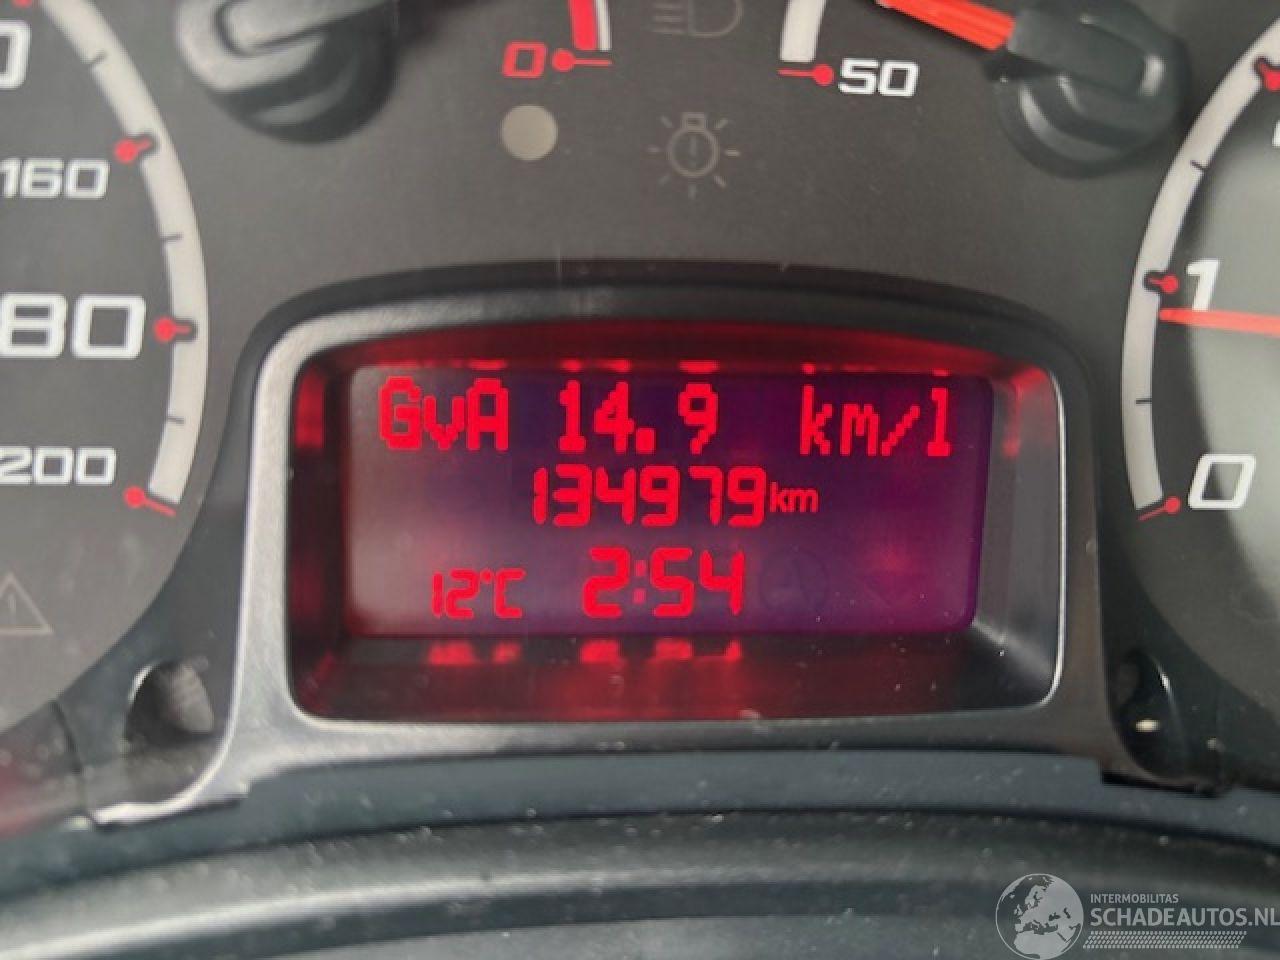 0
50
160
80
200
1
0
GvA 14.9 km/l
134979km
12°C 2:54
INTERMOBILITAS
SCHADEAUTOS.NL